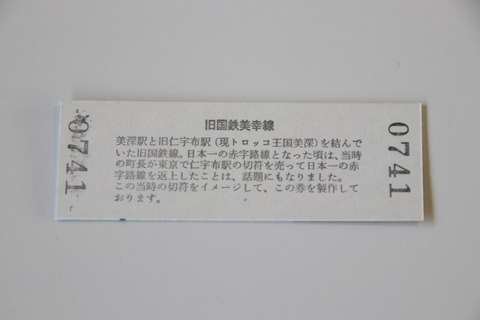 旧国鉄美幸線
美深駅と旧仁宇布駅(現トロッコ王国美深)を結んで
いた旧国鉄線。日本一の赤字路線となった頃は、当時
の町長が東京で仁宇布駅の切符を売って日本一の赤
字路線を返上したことは、話題にもなりました。
この当時の切符をイメージして、この券を製作して
おります。
0741
0741